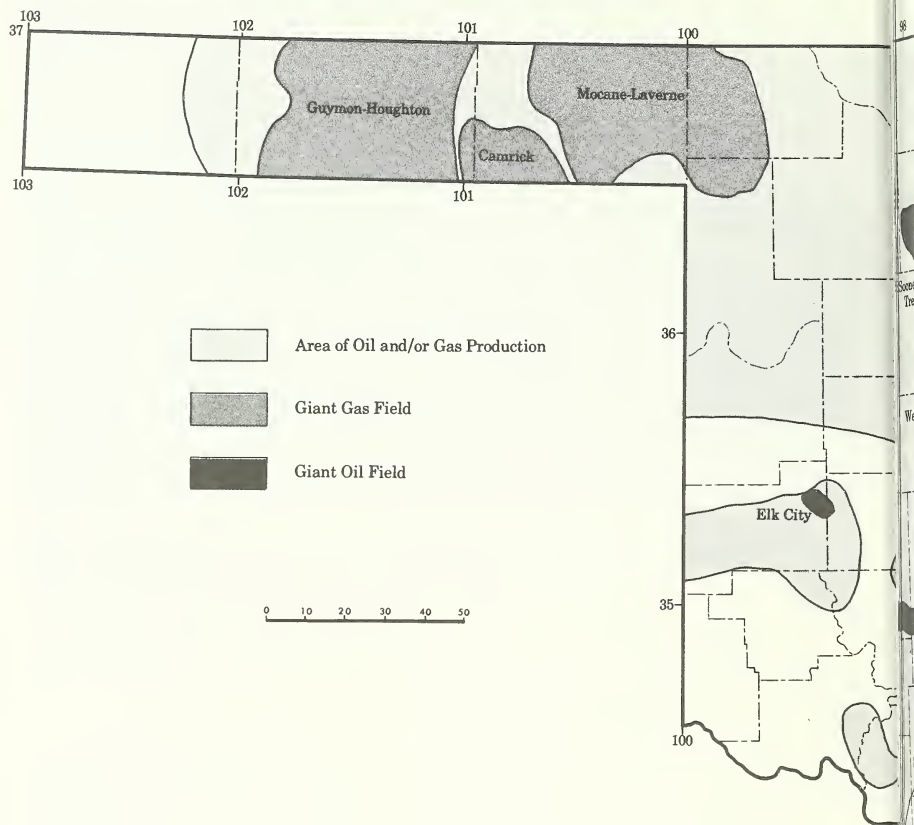 103
37
102
101
100
98
Guymon-Houghton
Mocane-Laverne
Camrick
103
102
101
36
Area of Oil and/or Gas Production
Giant Gas Field
Giant Oil Field
Elk City
0 10 20 30 40 50
35
100